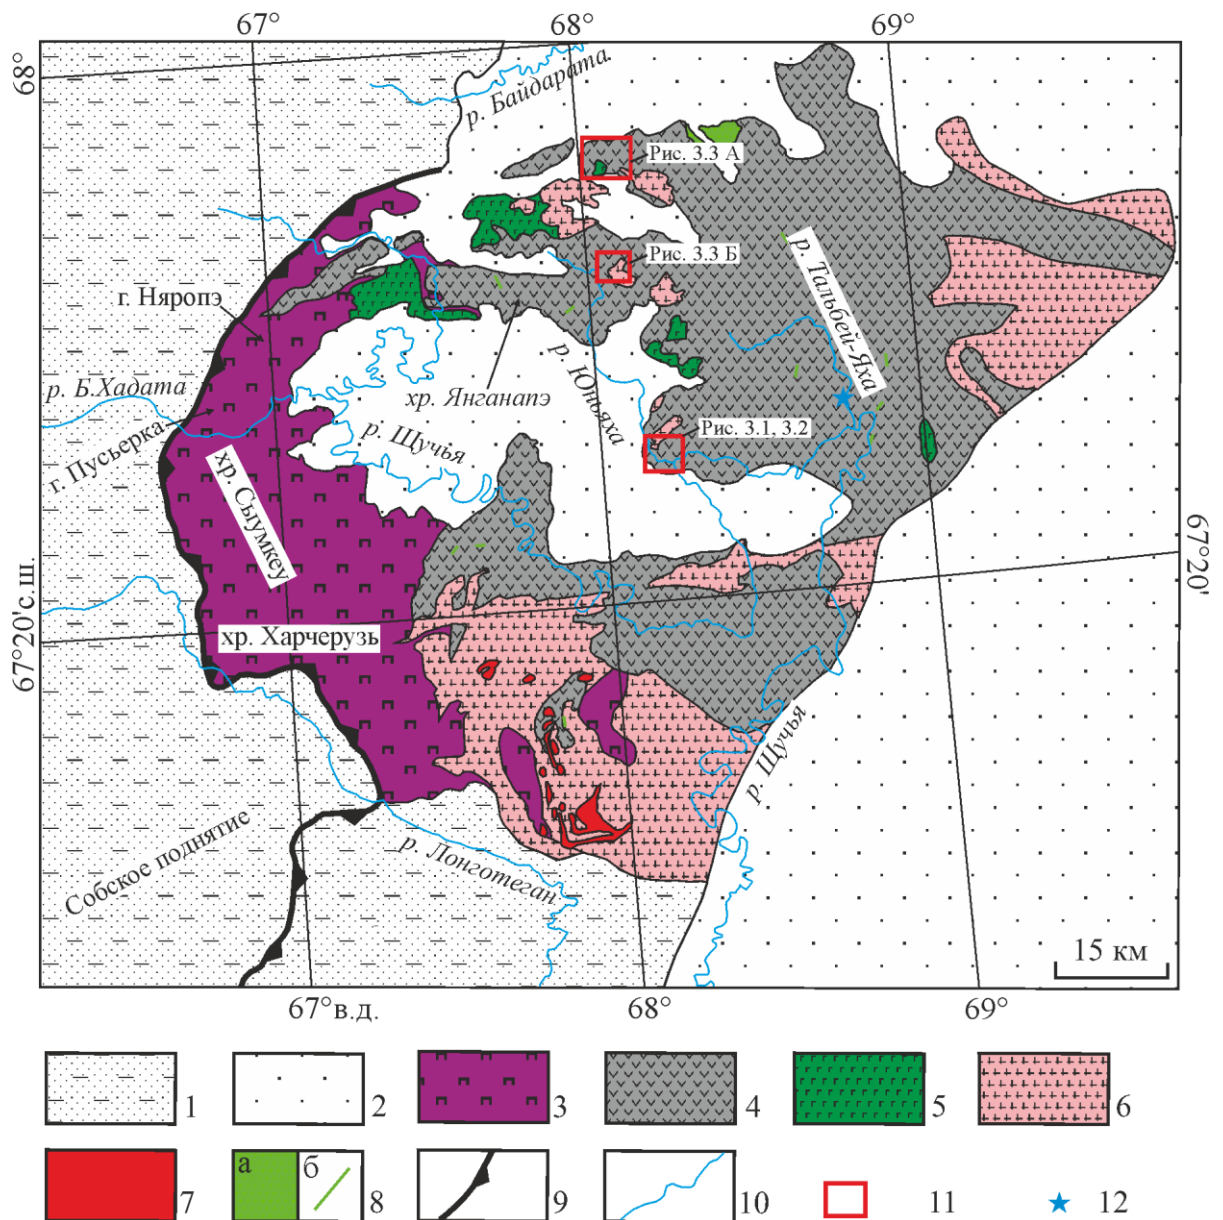 67°
68°
69°
68°
р. Байдарата
Рис. 3.3 А
Рис. 3.3 Б
р. Тальбей-Яха
г. Няропэ
р. Б.Хадата
хр. Янганапэ
р. Юньяха
р. Щучья
г. Пусьерка
Рис. 3.1, 3.2
хр. Сыумкеу
67°20'
67°20'с.ш.
хр. Харчерузь
р. Щучья
Собское поднятие
р. Лонготеган
15 км
67°в.д.
68°
69°
1
2
3
4
5
6
7
а
б
8
9
10
11
12